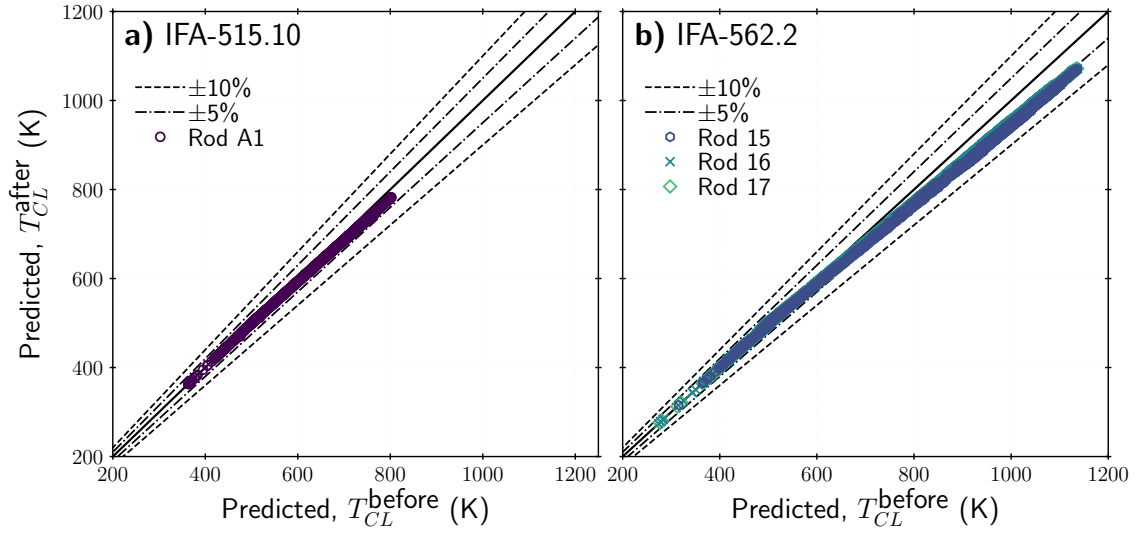 a) IFA-515.10
±10%
±5%
Rod A1
1200
1000
800
600
400
200
200 400 600 800 1000 1200
Predicted, T_CL^after (K)
Predicted, T_CL^before (K)
b) IFA-562.2
±10%
±5%
Rod 15
Rod 16
Rod 17
200 400 600 800 1000 1200
Predicted, T_CL^before (K)